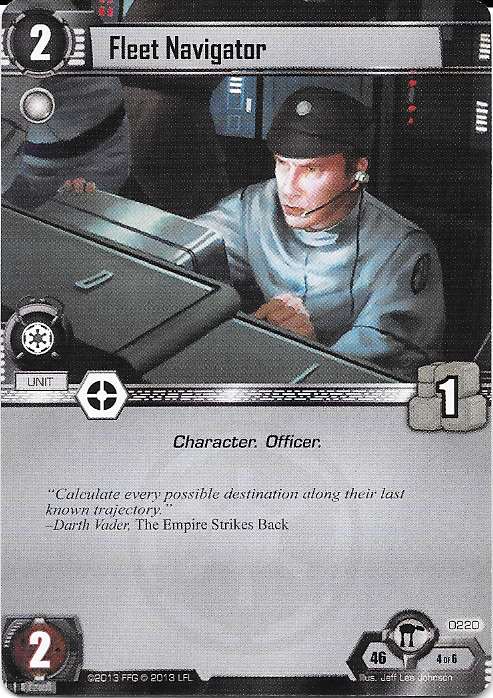 2
Fleet Navigator
UNIT
1
Character. Officer.
“Calculate every possible destination along their last
known trajectory.”
–Darth Vader, The Empire Strikes Back
0220
2
46
4 OF 6
©2013 FFG © 2013 LFL
Illus. Jeff Lee Johnson